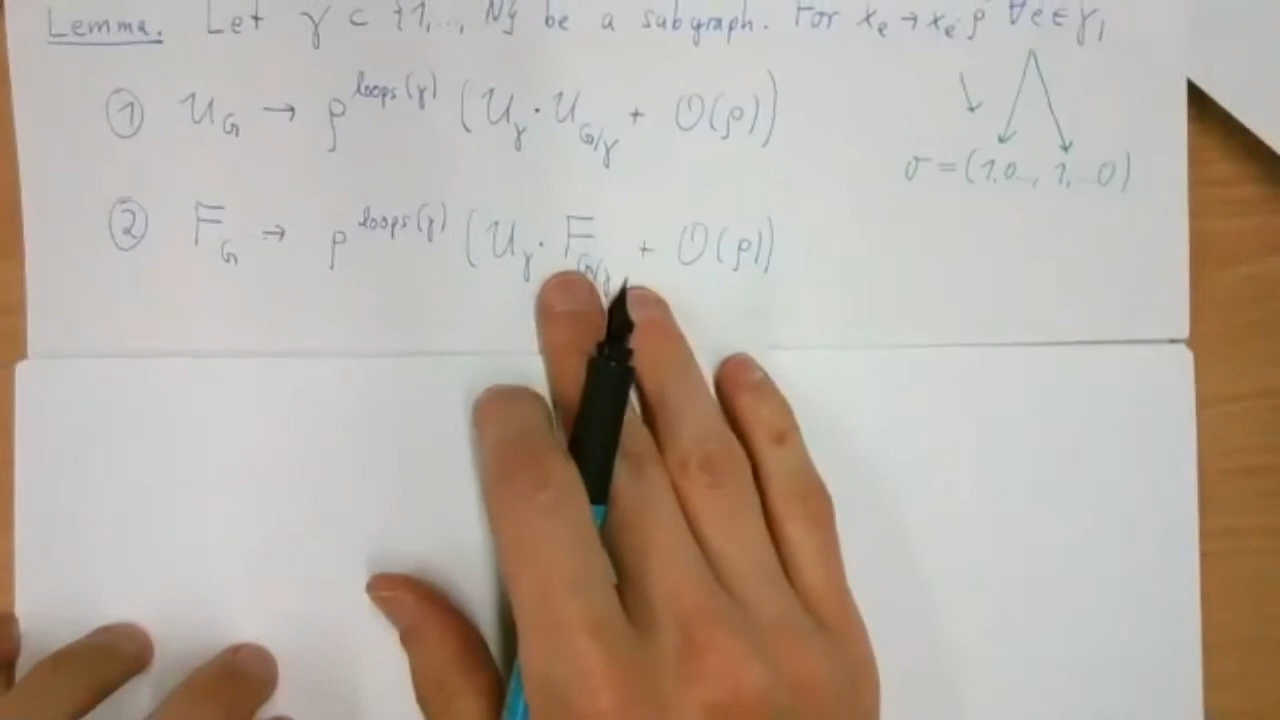 Lemma. Let γ ⊂ {1,..., N} be a subgraph. For xₑ → xₑ ρ ∀e ∈ γ,
① U_G → ρ^loops(γ) (U_γ · U_G/γ + O(ρ))
σ = (1,0.., 1,...0)
② F_G → ρ^loops(γ) (U_γ · F_G/γ + O(ρ))